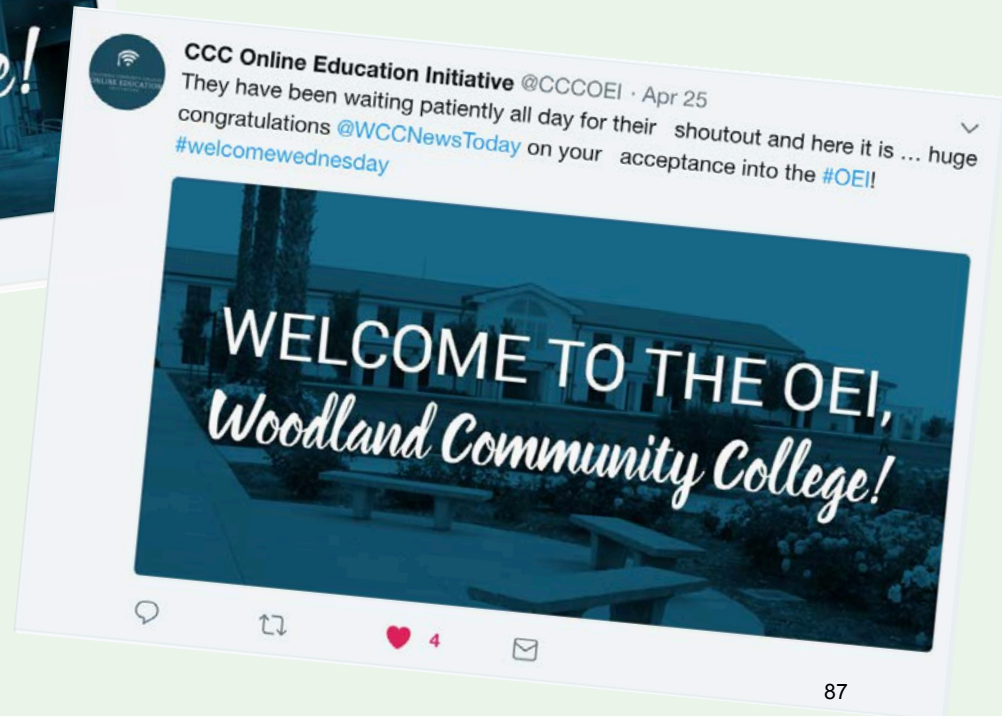 e!
CCC Online Education Initiative @CCCOEI · Apr 25
They have been waiting patiently all day for their shoutout and here it is ... huge
congratulations @WCCNewsToday on your acceptance into the #OEI!
#welcomewednesday
ONLINE EDUCATION
WELCOME TO THE OEI,
Woodland Community College!
4
87